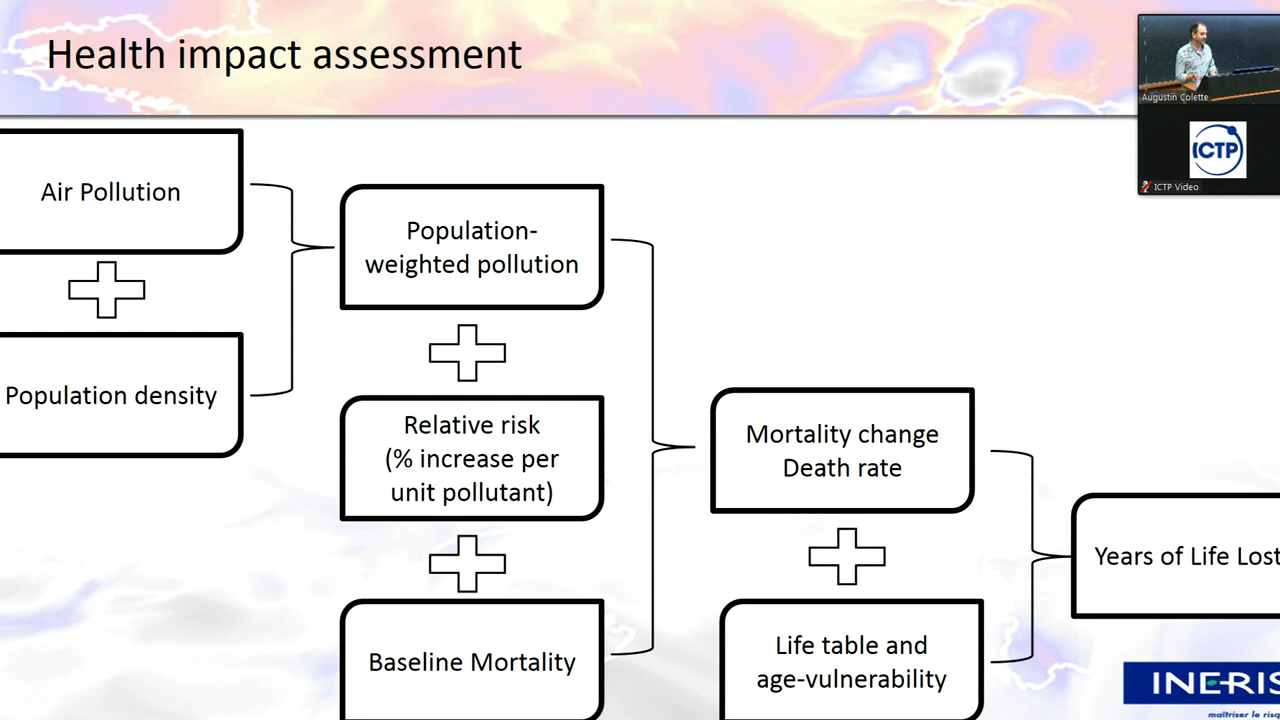 Health impact assessment
Augustin Colette
ICTP
ICTP Video
Air Pollution
Population density
Population-
weighted pollution
Relative risk
(% increase per
unit pollutant)
Baseline Mortality
Mortality change
Death rate
Life table and
age-vulnerability
Years of Life Lost
INERIS
maîtriser le risq